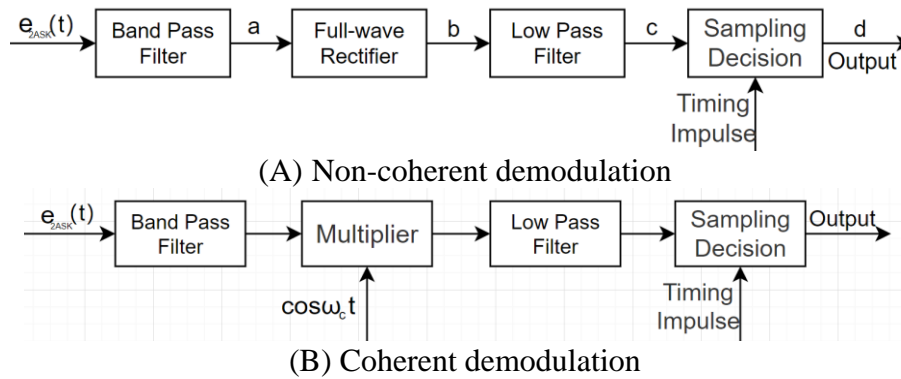 e2ASK(t)
Band Pass Filter
a
Full-wave Rectifier
b
Low Pass Filter
c
Sampling Decision
d
Output
Timing Impulse
(A) Non-coherent demodulation
e2ASK(t)
Band Pass Filter
Multiplier
Low Pass Filter
Sampling Decision
Output
cosωct
Timing Impulse
(B) Coherent demodulation